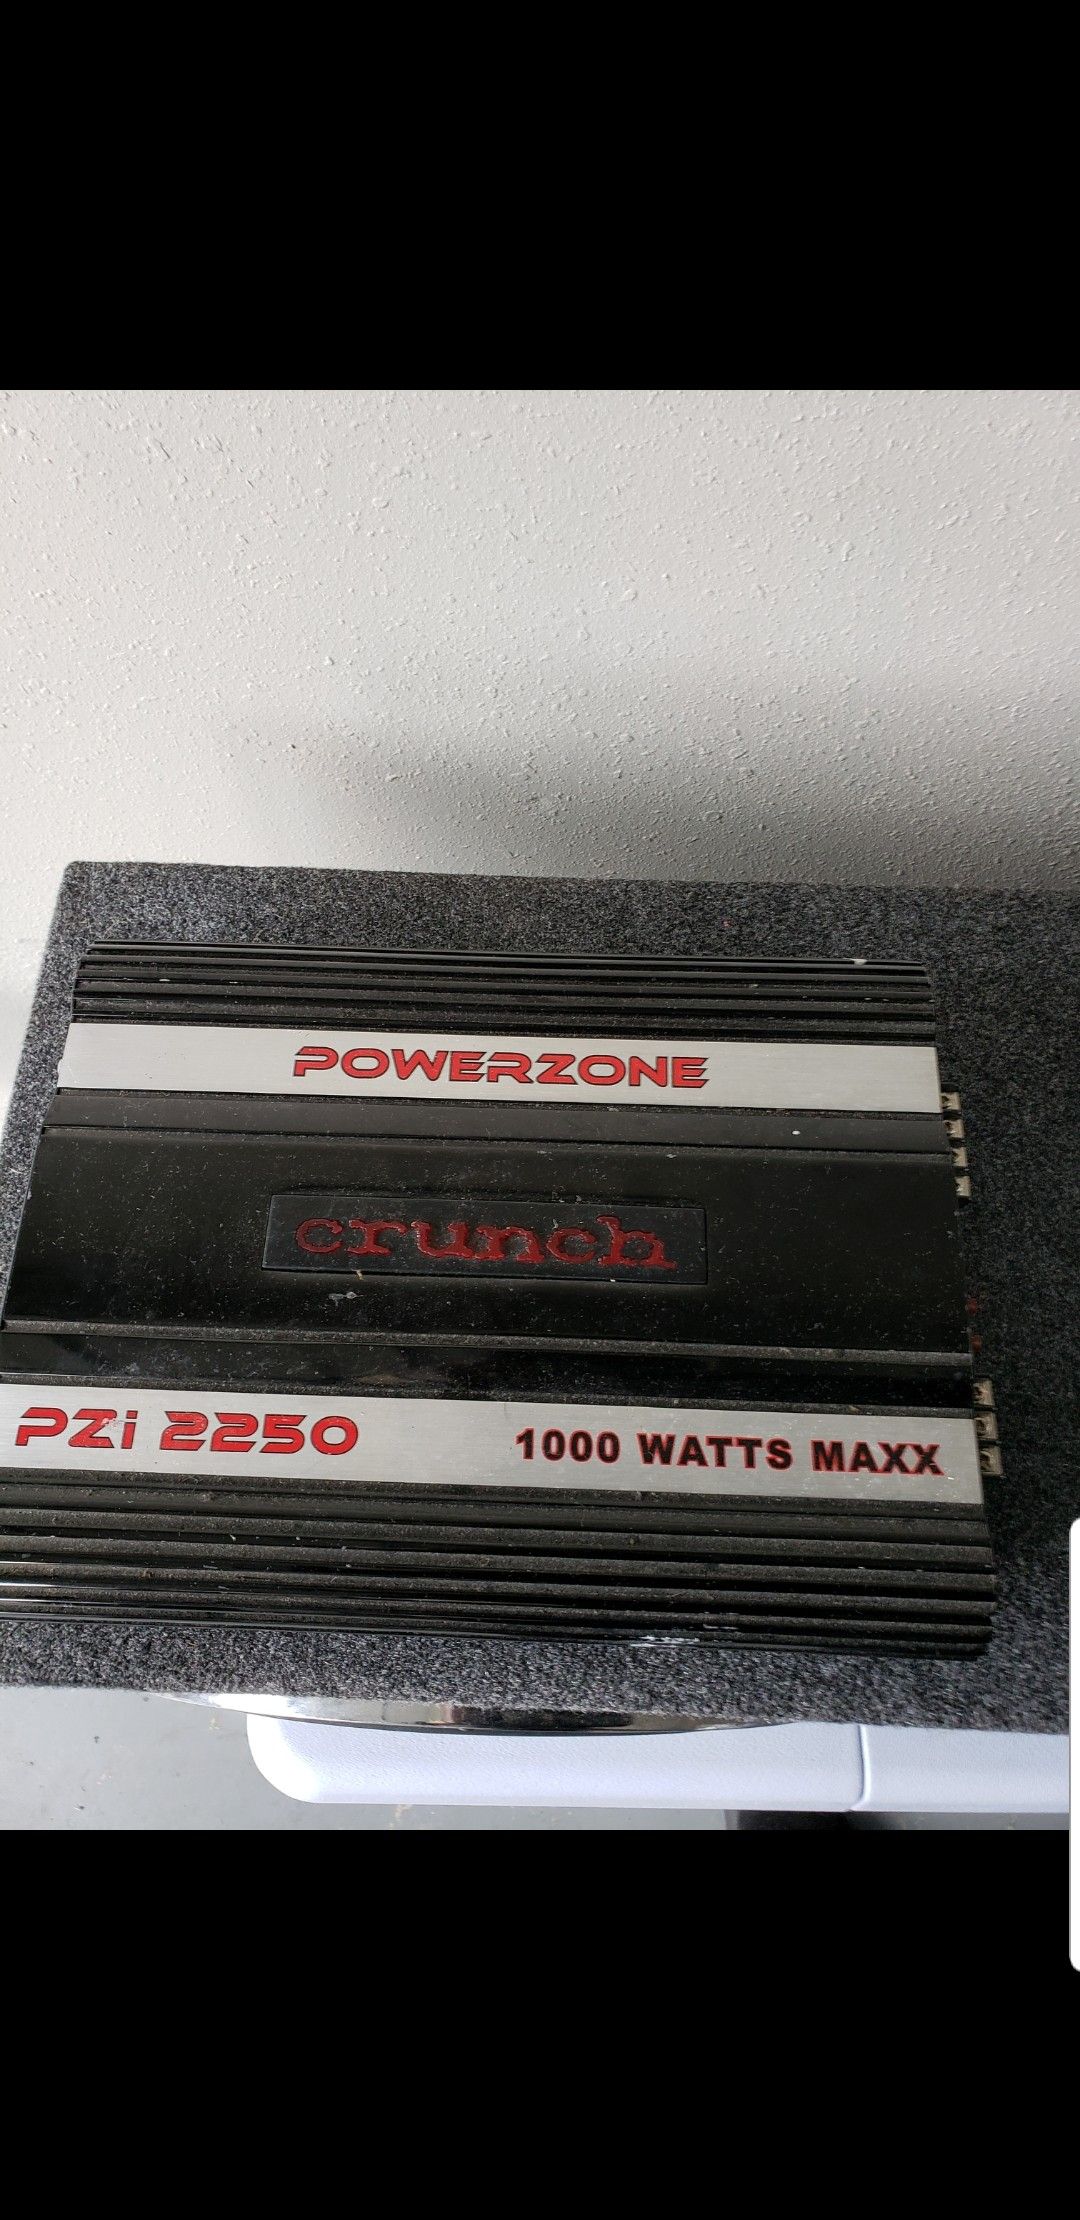 POWERZONE
crunch
PZi 2250 1000 WATTS MAXX